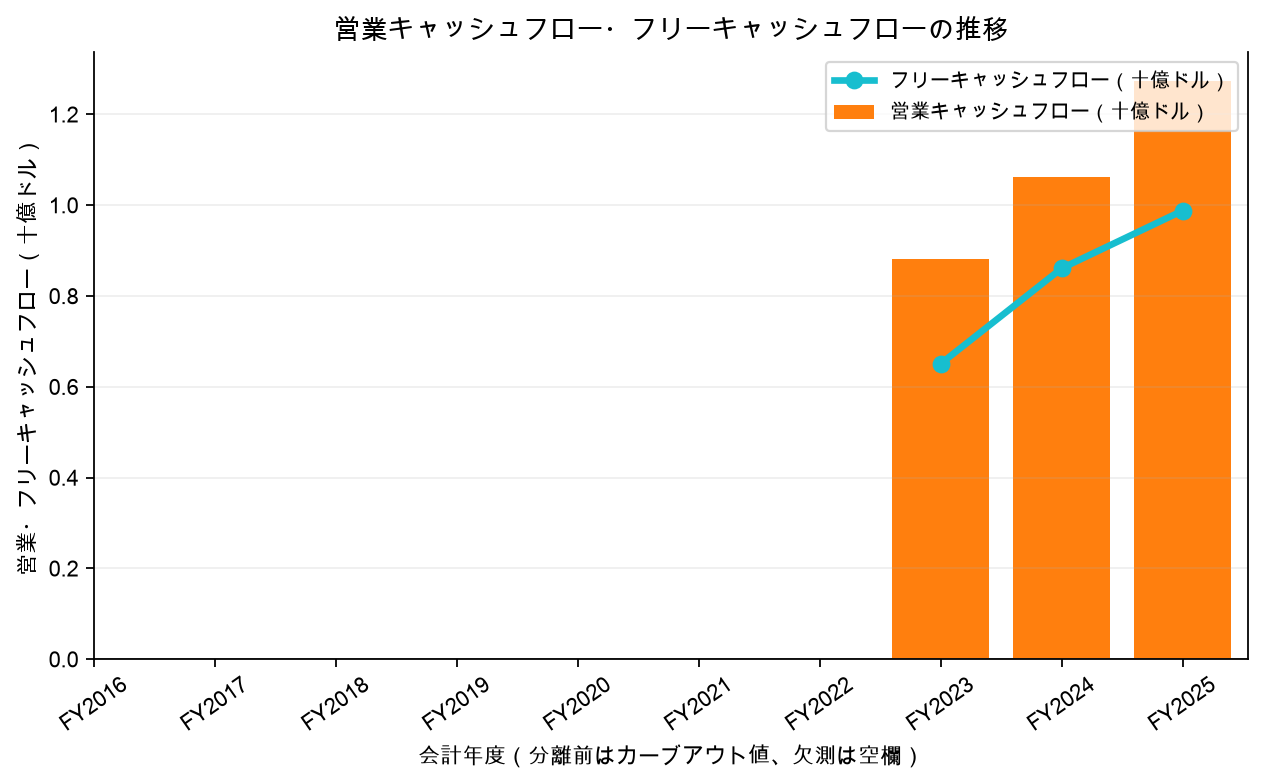 営業キャッシュフロー・フリーキャッシュフローの推移
フリーキャッシュフロー（十億ドル）
営業キャッシュフロー（十億ドル）
営業・フリーキャッシュフロー（十億ドル）
1.2
1.0
0.8
0.6
0.4
0.2
0.0
FY2016
FY2017
FY2018
FY2019
FY2020
FY2021
FY2022
FY2023
FY2024
FY2025
会計年度（分離前はカーブアウト値、欠測は空欄）